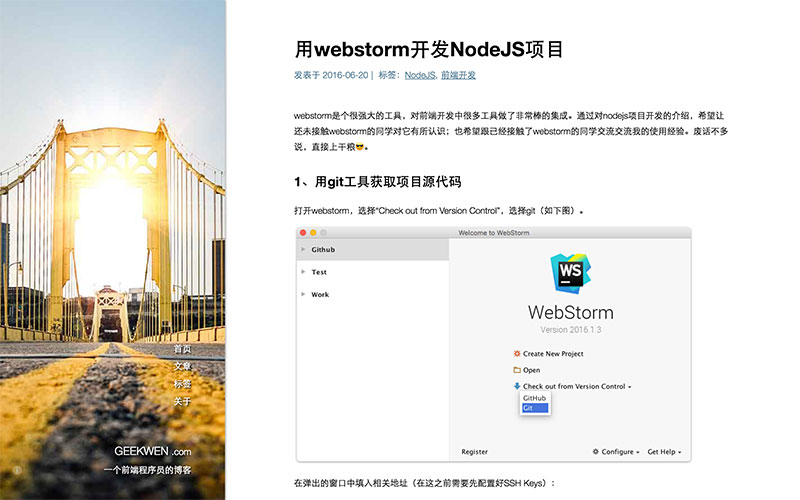 首页
文章
标签
关于
GEEKWEN .com
一个前端程序员的博客
用webstorm开发NodeJS项目
发表于 2016-06-20 | 标签：NodeJS, 前端开发
webstorm是个很强大的工具，对前端开发中很多工具做了非常棒的集成。通过对nodejs项目开发的介绍，希望让
还未接触webstorm的同学对它有所认识；也希望跟已经接触了webstorm的同学交流交流我的使用经验。废话不多
说，直接上干粮😎。
1、用git工具获取项目源代码
打开webstorm，选择“Check out from Version Control”，选择git（如下图）。
Welcome to WebStorm
Github
Test
Work
WS
WebStorm
Version 2016.1.3
Create New Project
Open
Check out from Version Control
GitHub
Git
Register
Configure
Get Help
在弹出的窗口中填入相关地址（在这之前需要先配置好SSH Keys）：